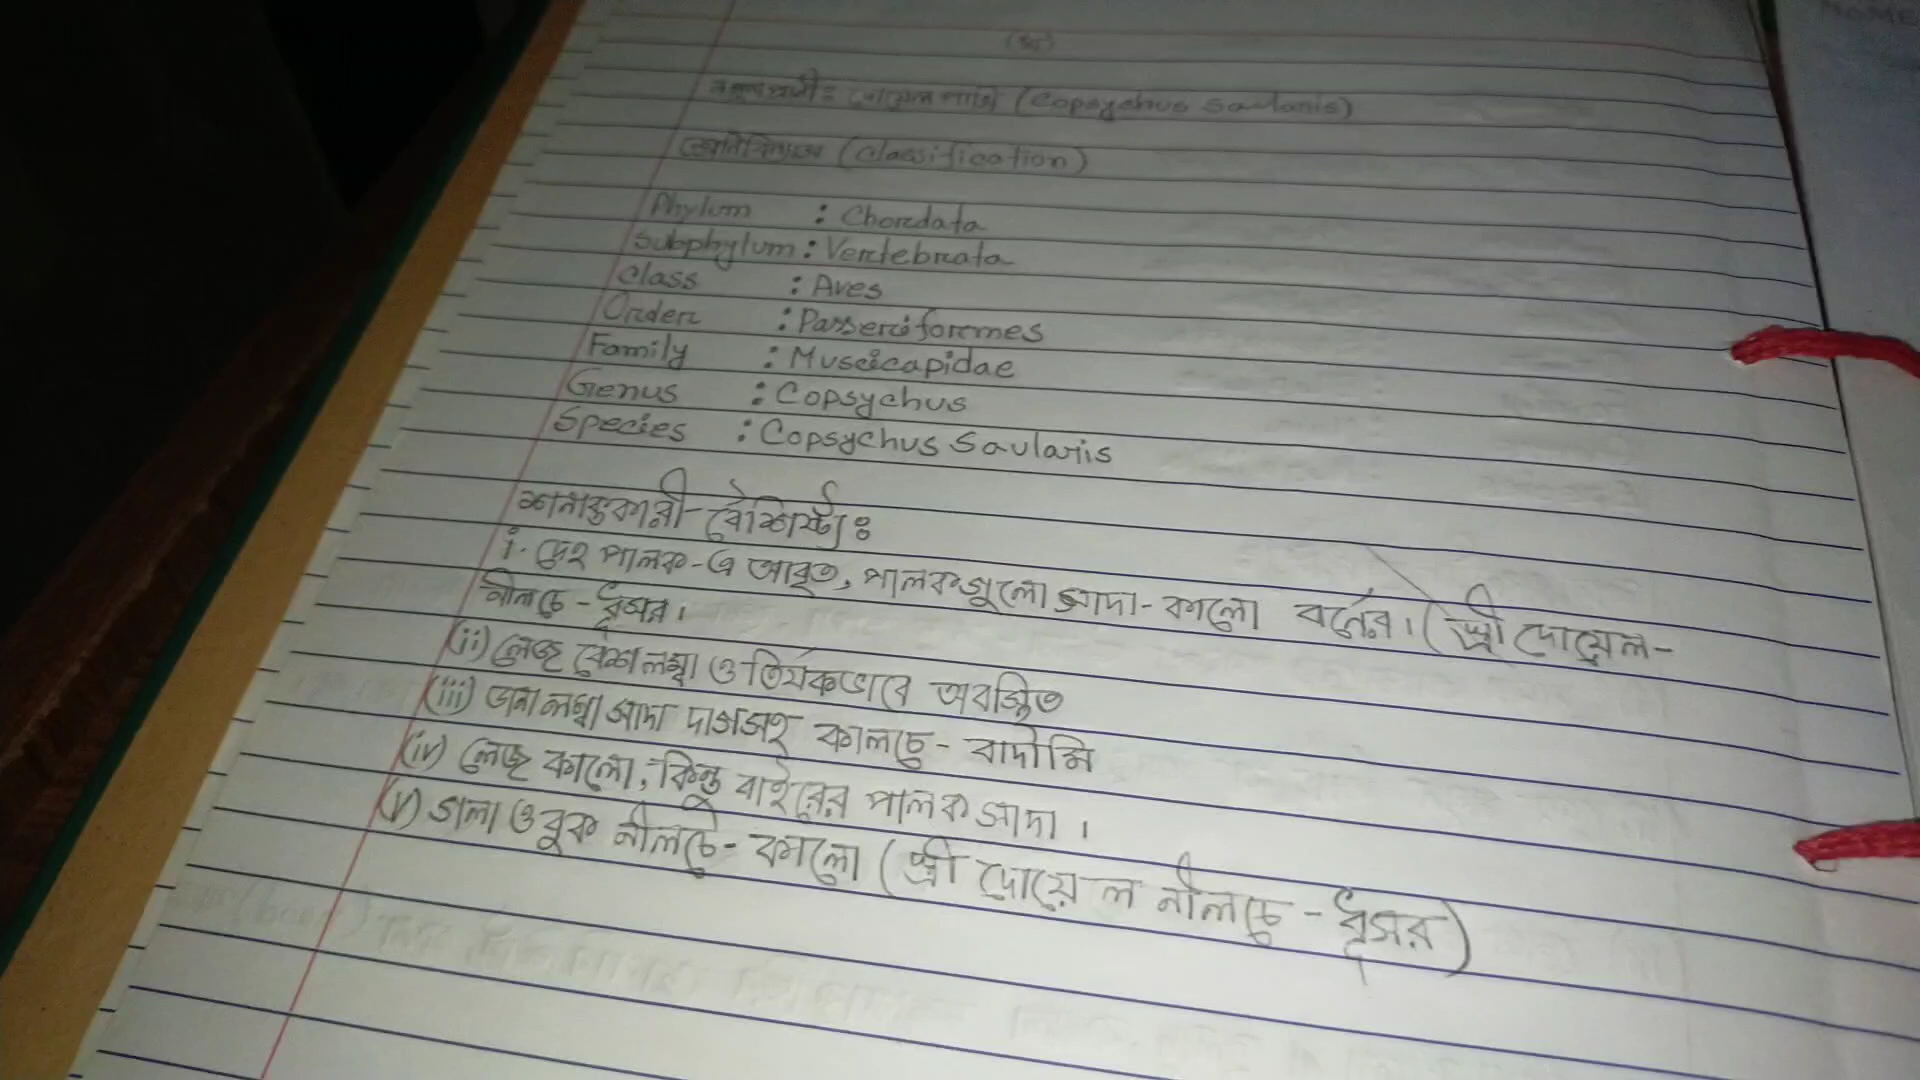 নমুনা প্রাণী: দোয়েল পাখি (Copsychus saularis)
শ্রেণিবিন্যাস (Classification)
Phylum : Chordata
Subphylum : Vertebrata
Class : Aves
Order : Passeriformes
Family : Muscicapidae
Genus : Copsychus
Species : Copsychus Saularis
শনাক্তকারী বৈশিষ্ট্য:
i. দেহ পালক-এ আবৃত, পালকগুলো সাদা-কালো বর্নের। (স্ত্রী দোয়েল-
নীলচে-ধূসর।
(ii) লেজ বেশ লম্বা ও তির্যকভাবে অবস্থিত
(iii) ডানা লম্বা সাদা দাগসহ কালচে-বাদামি
(iv) লেজ কালো, কিন্তু বাইরের পালক সাদা।
(v) গলা ও বুক নীলচে-কালো (স্ত্রী দোয়েল নীলচে-ধূসর)